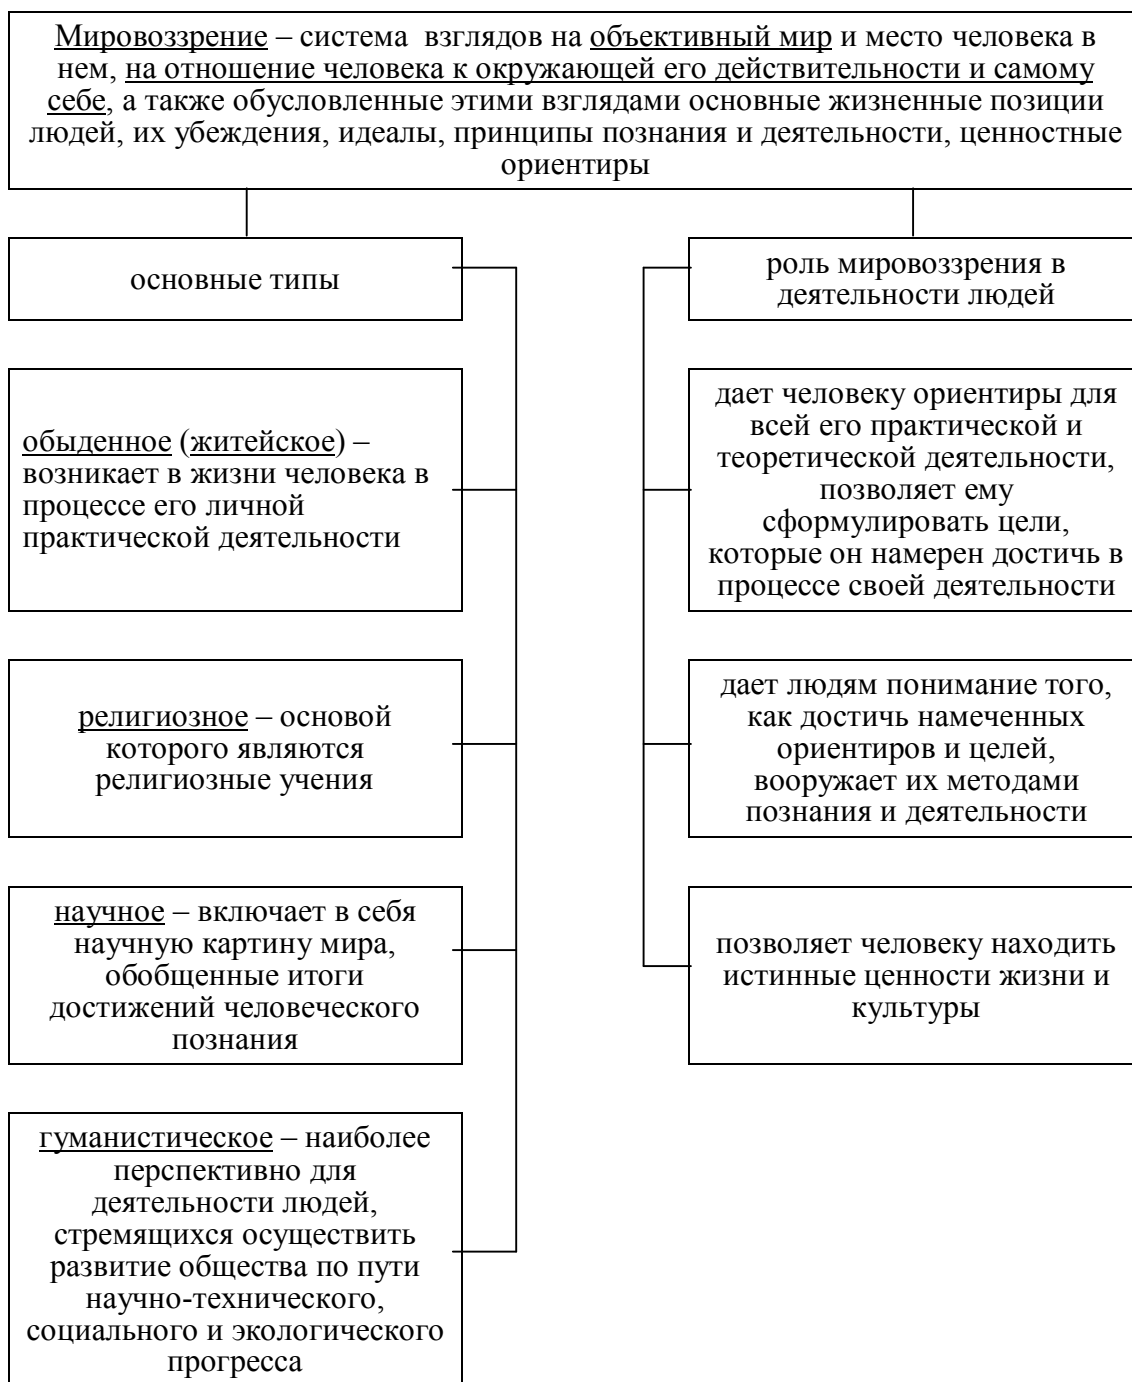 Мировоззрение – система взглядов на объективный мир и место человека в
нем, на отношение человека к окружающей его действительности и самому
себе, а также обусловленные этими взглядами основные жизненные позиции
людей, их убеждения, идеалы, принципы познания и деятельности, ценностные
ориентиры
основные типы
обыденное (житейское) –
возникает в жизни человека в
процессе его личной
практической деятельности
религиозное – основой
которого являются
религиозные учения
научное – включает в себя
научную картину мира,
обобщенные итоги
достижений человеческого
познания
гуманистическое – наиболее
перспективно для
деятельности людей,
стремящихся осуществить
развитие общества по пути
научно-технического,
социального и экологического
прогресса
роль мировоззрения в
деятельности людей
дает человеку ориентиры для
всей его практической и
теоретической деятельности,
позволяет ему
сформулировать цели,
которые он намерен достичь в
процессе своей деятельности
дает людям понимание того,
как достичь намеченных
ориентиров и целей,
вооружает их методами
познания и деятельности
позволяет человеку находить
истинные ценности жизни и
культуры